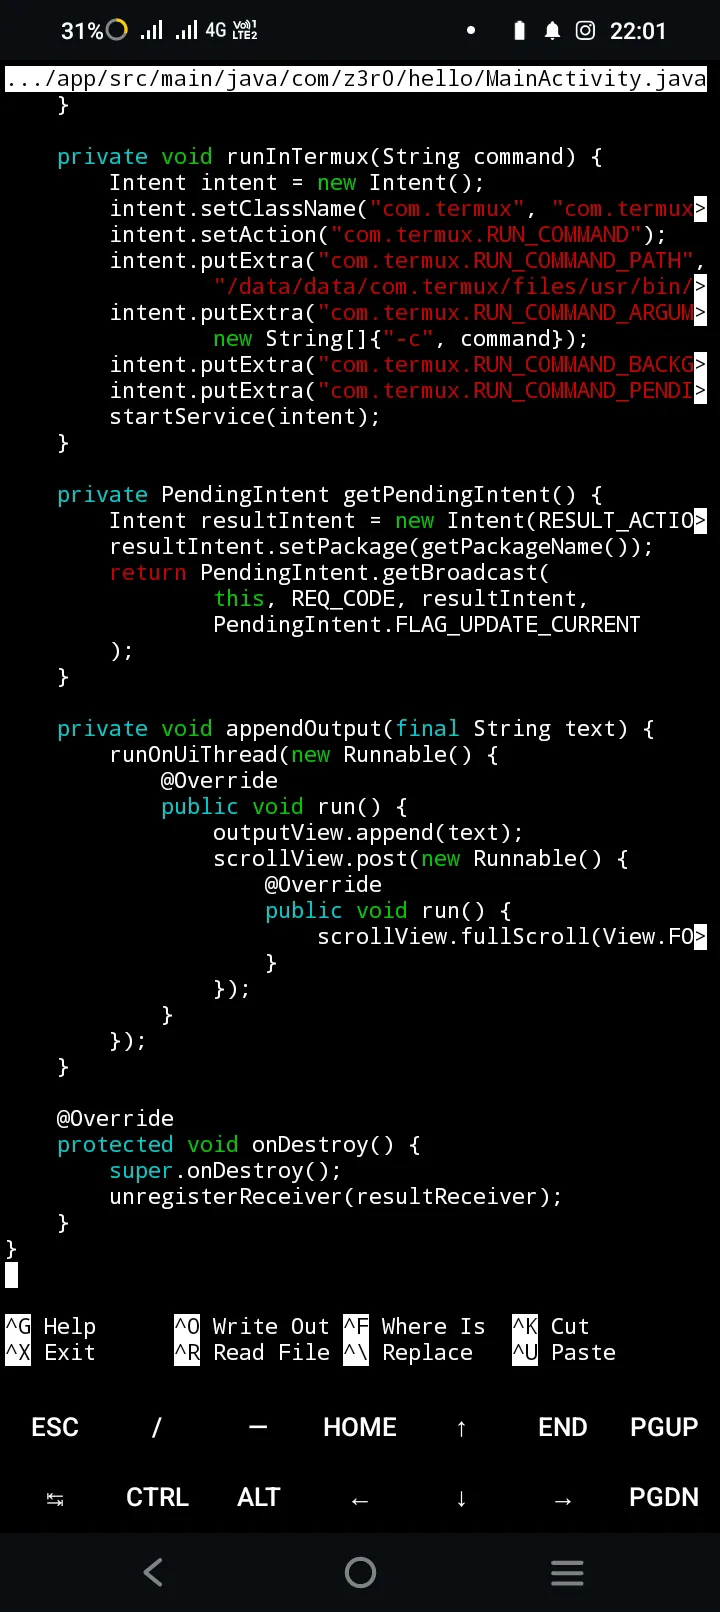 31% 4G Vo)) 1 LTE2 22:01
.../app/src/main/java/com/z3r0/hello/MainActivity.java
    }

    private void runInTermux(String command) {
        Intent intent = new Intent();
        intent.setClassName("com.termux", "com.termux>
        intent.setAction("com.termux.RUN_COMMAND");
        intent.putExtra("com.termux.RUN_COMMAND_PATH",
                "/data/data/com.termux/files/usr/bin/>
        intent.putExtra("com.termux.RUN_COMMAND_ARGUM>
                new String[]{"-c", command});
        intent.putExtra("com.termux.RUN_COMMAND_BACKG>
        intent.putExtra("com.termux.RUN_COMMAND_PENDI>
        startService(intent);
    }

    private PendingIntent getPendingIntent() {
        Intent resultIntent = new Intent(RESULT_ACTIO>
        resultIntent.setPackage(getPackageName());
        return PendingIntent.getBroadcast(
                this, REQ_CODE, resultIntent,
                PendingIntent.FLAG_UPDATE_CURRENT
        );
    }

    private void appendOutput(final String text) {
        runOnUiThread(new Runnable() {
            @Override
            public void run() {
                outputView.append(text);
                scrollView.post(new Runnable() {
                    @Override
                    public void run() {
                        scrollView.fullScroll(View.FO>
                    }
                });
            }
        });
    }

    @Override
    protected void onDestroy() {
        super.onDestroy();
        unregisterReceiver(resultReceiver);
    }
}

^G Help ^O Write Out ^F Where Is ^K Cut
^X Exit ^R Read File ^\ Replace ^U Paste
ESC / — HOME ↑ END PGUP
↹ CTRL ALT ← ↓ → PGDN